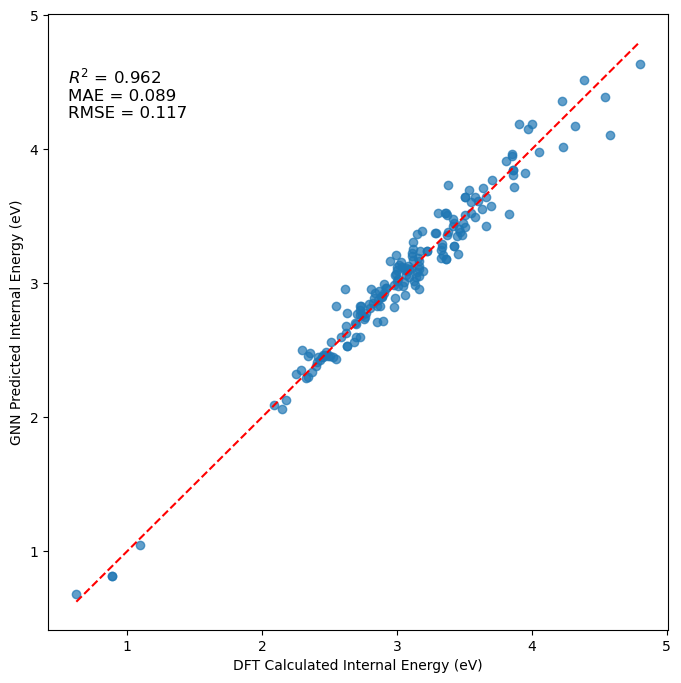 R² = 0.962
MAE = 0.089
RMSE = 0.117
GNN Predicted Internal Energy (eV)
5
4
3
2
1
1 2 3 4 5
DFT Calculated Internal Energy (eV)